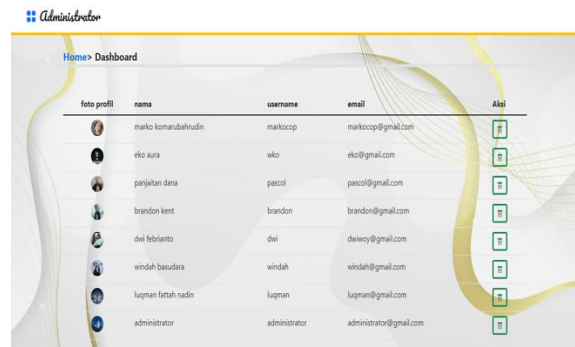 Administrator
Home> Dashboard
foto profil nama username email Aksi
marko komarubahrudin markocop markocop@gmail.com
eko aura wko eko@gmail.com
panjaitan dana pascol pascol@gmail.com
brandon kent brandon brandon@gmail.com
dwi febrianto dwi dwiwoy@gmail.com
windah basudara windah windah@gmail.com
luqman fattah nadin luqman luqman@gmail.com
administrator administrator administrator@gmail.com